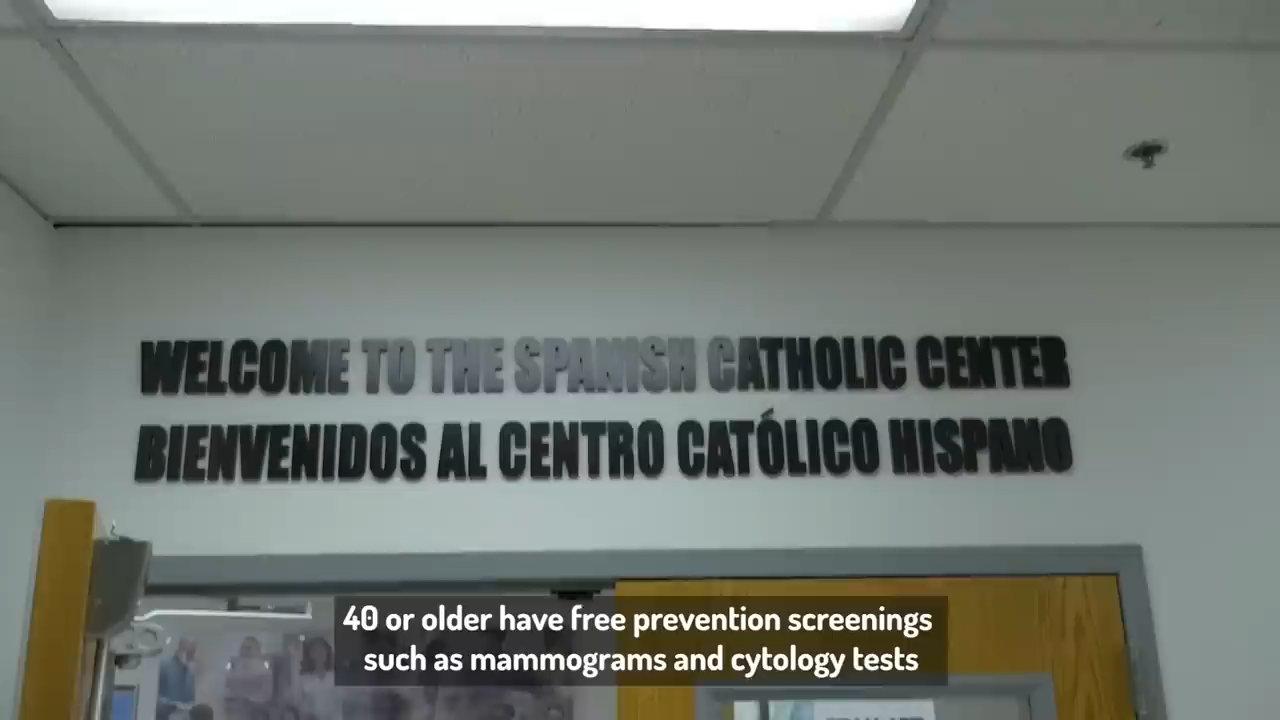 WELCOME TO THE SPANISH CATHOLIC CENTER
BIENVENIDOS AL CENTRO CATÓLICO HISPANO
40 or older have free prevention screenings
such as mammograms and cytology tests